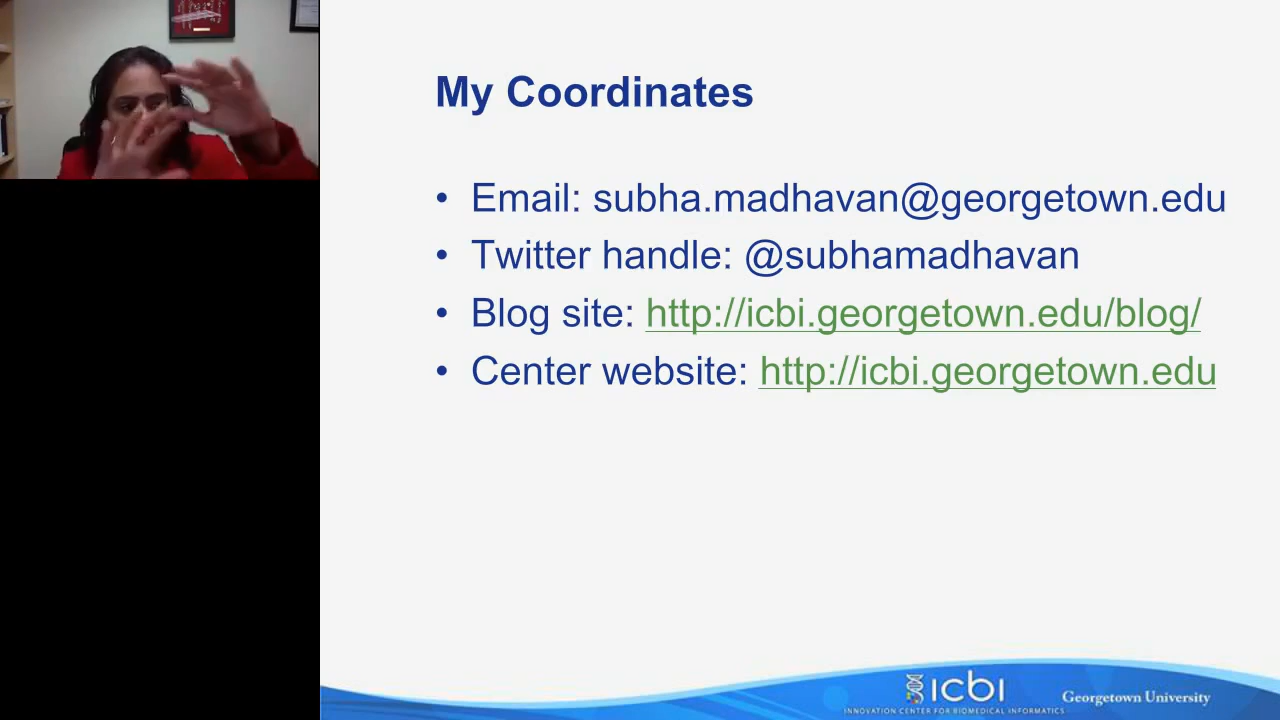 My Coordinates
• Email: subha.madhavan@georgetown.edu
• Twitter handle: @subhamadhavan
• Blog site: http://icbi.georgetown.edu/blog/
• Center website: http://icbi.georgetown.edu
icbi
INNOVATION CENTER FOR BIOMEDICAL INFORMATICS
Georgetown University